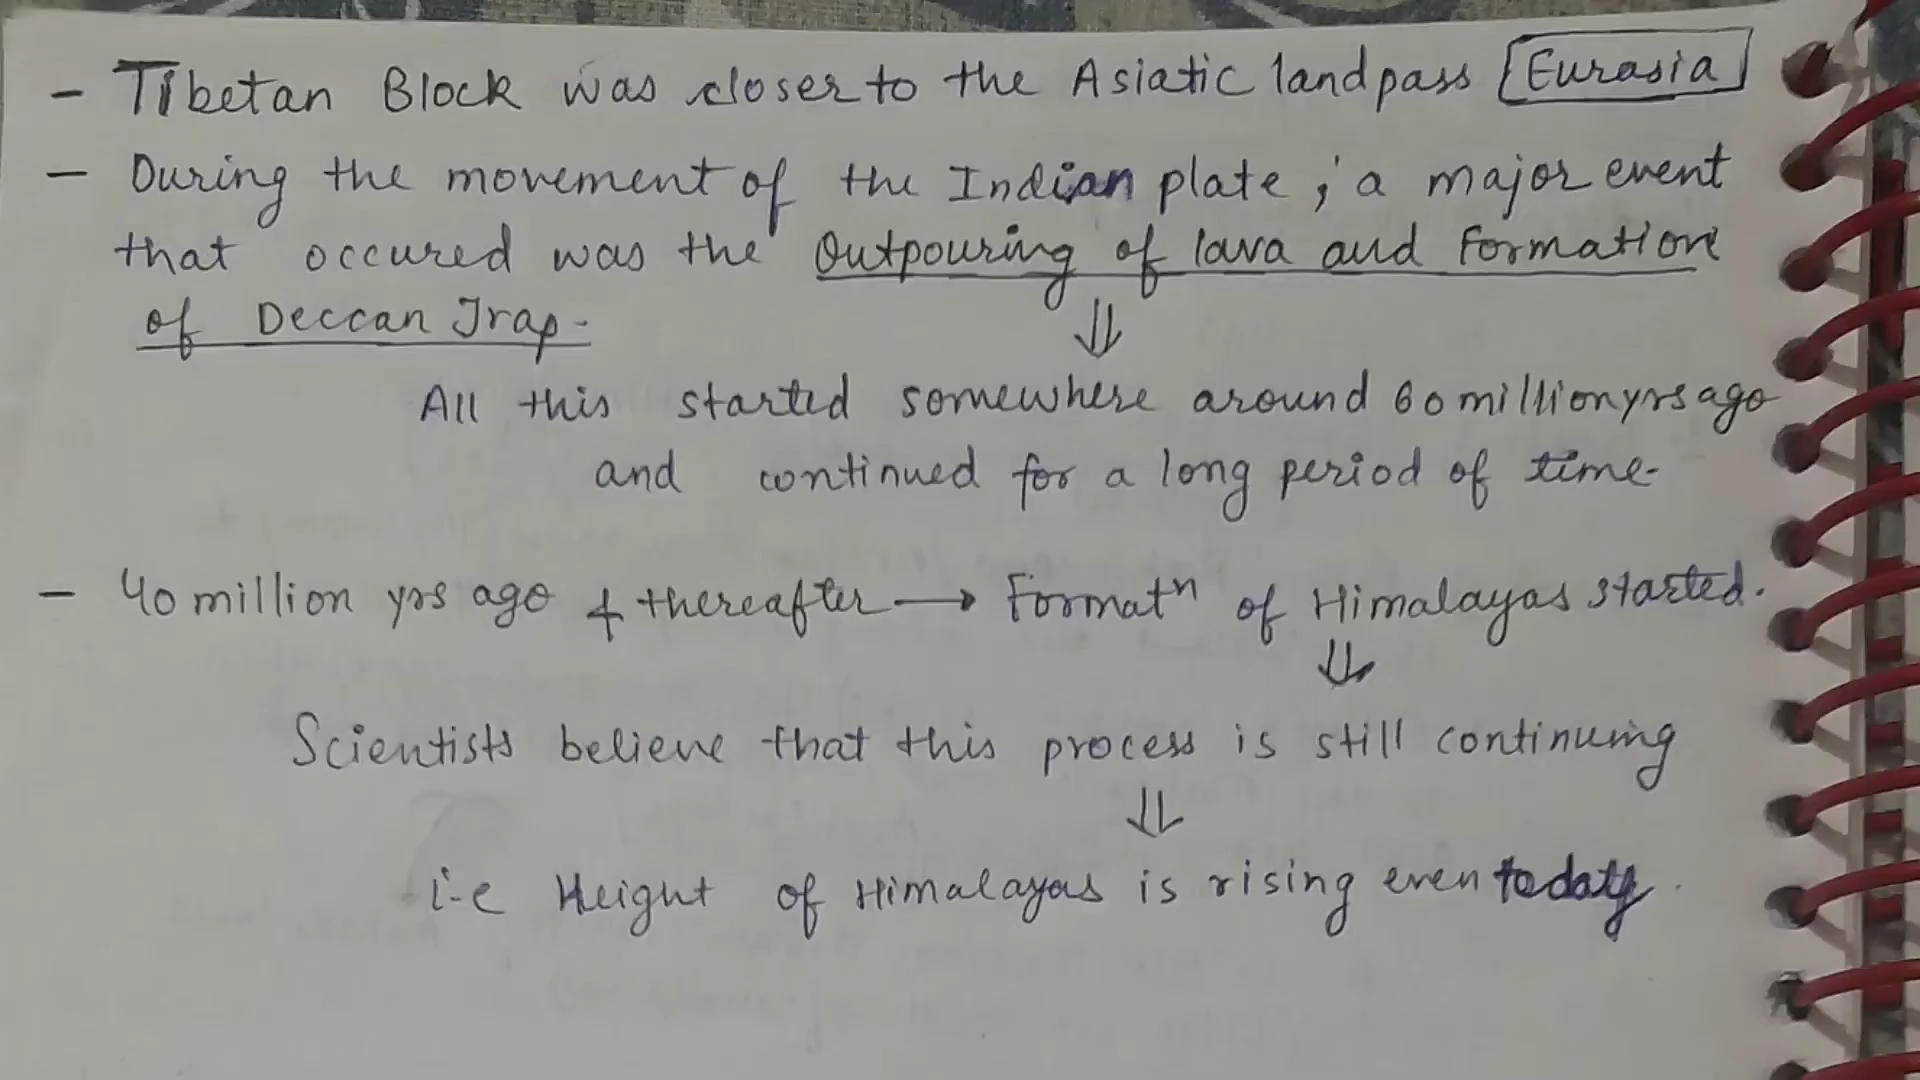 - Tibetan Block was closer to the Asiatic landpass [Eurasia]
- During the movement of the Indian plate, a major event
that occured was the Outpouring of lava and Formation
of Deccan Trap.
⇓
All this started somewhere around 60 million yrs ago
and continued for a long period of time.
- 40 million yrs ago & thereafter → Formatⁿ of Himalayas started.
⇓
Scientists believe that this process is still continuing
⇓
i.e Height of Himalayas is rising even today.